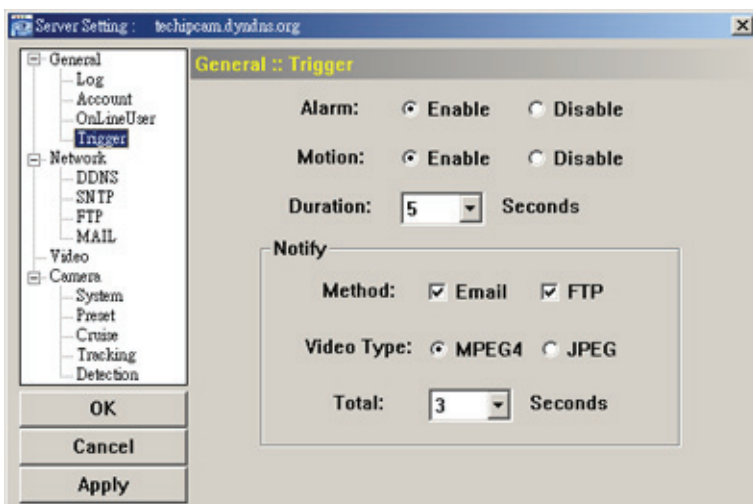 Server Setting : techipcam.dyndns.org
General
Log
Account
OnLineUser
Trigger
Network
DDNS
SNTP
FTP
MAIL
Video
Camera
System
Preset
Cruise
Tracking
Detection
OK
Cancel
Apply
General :: Trigger
Alarm: Enable Disable
Motion: Enable Disable
Duration: 5 Seconds
Notify
Method: Email FTP
Video Type: MPEG4 JPEG
Total: 3 Seconds